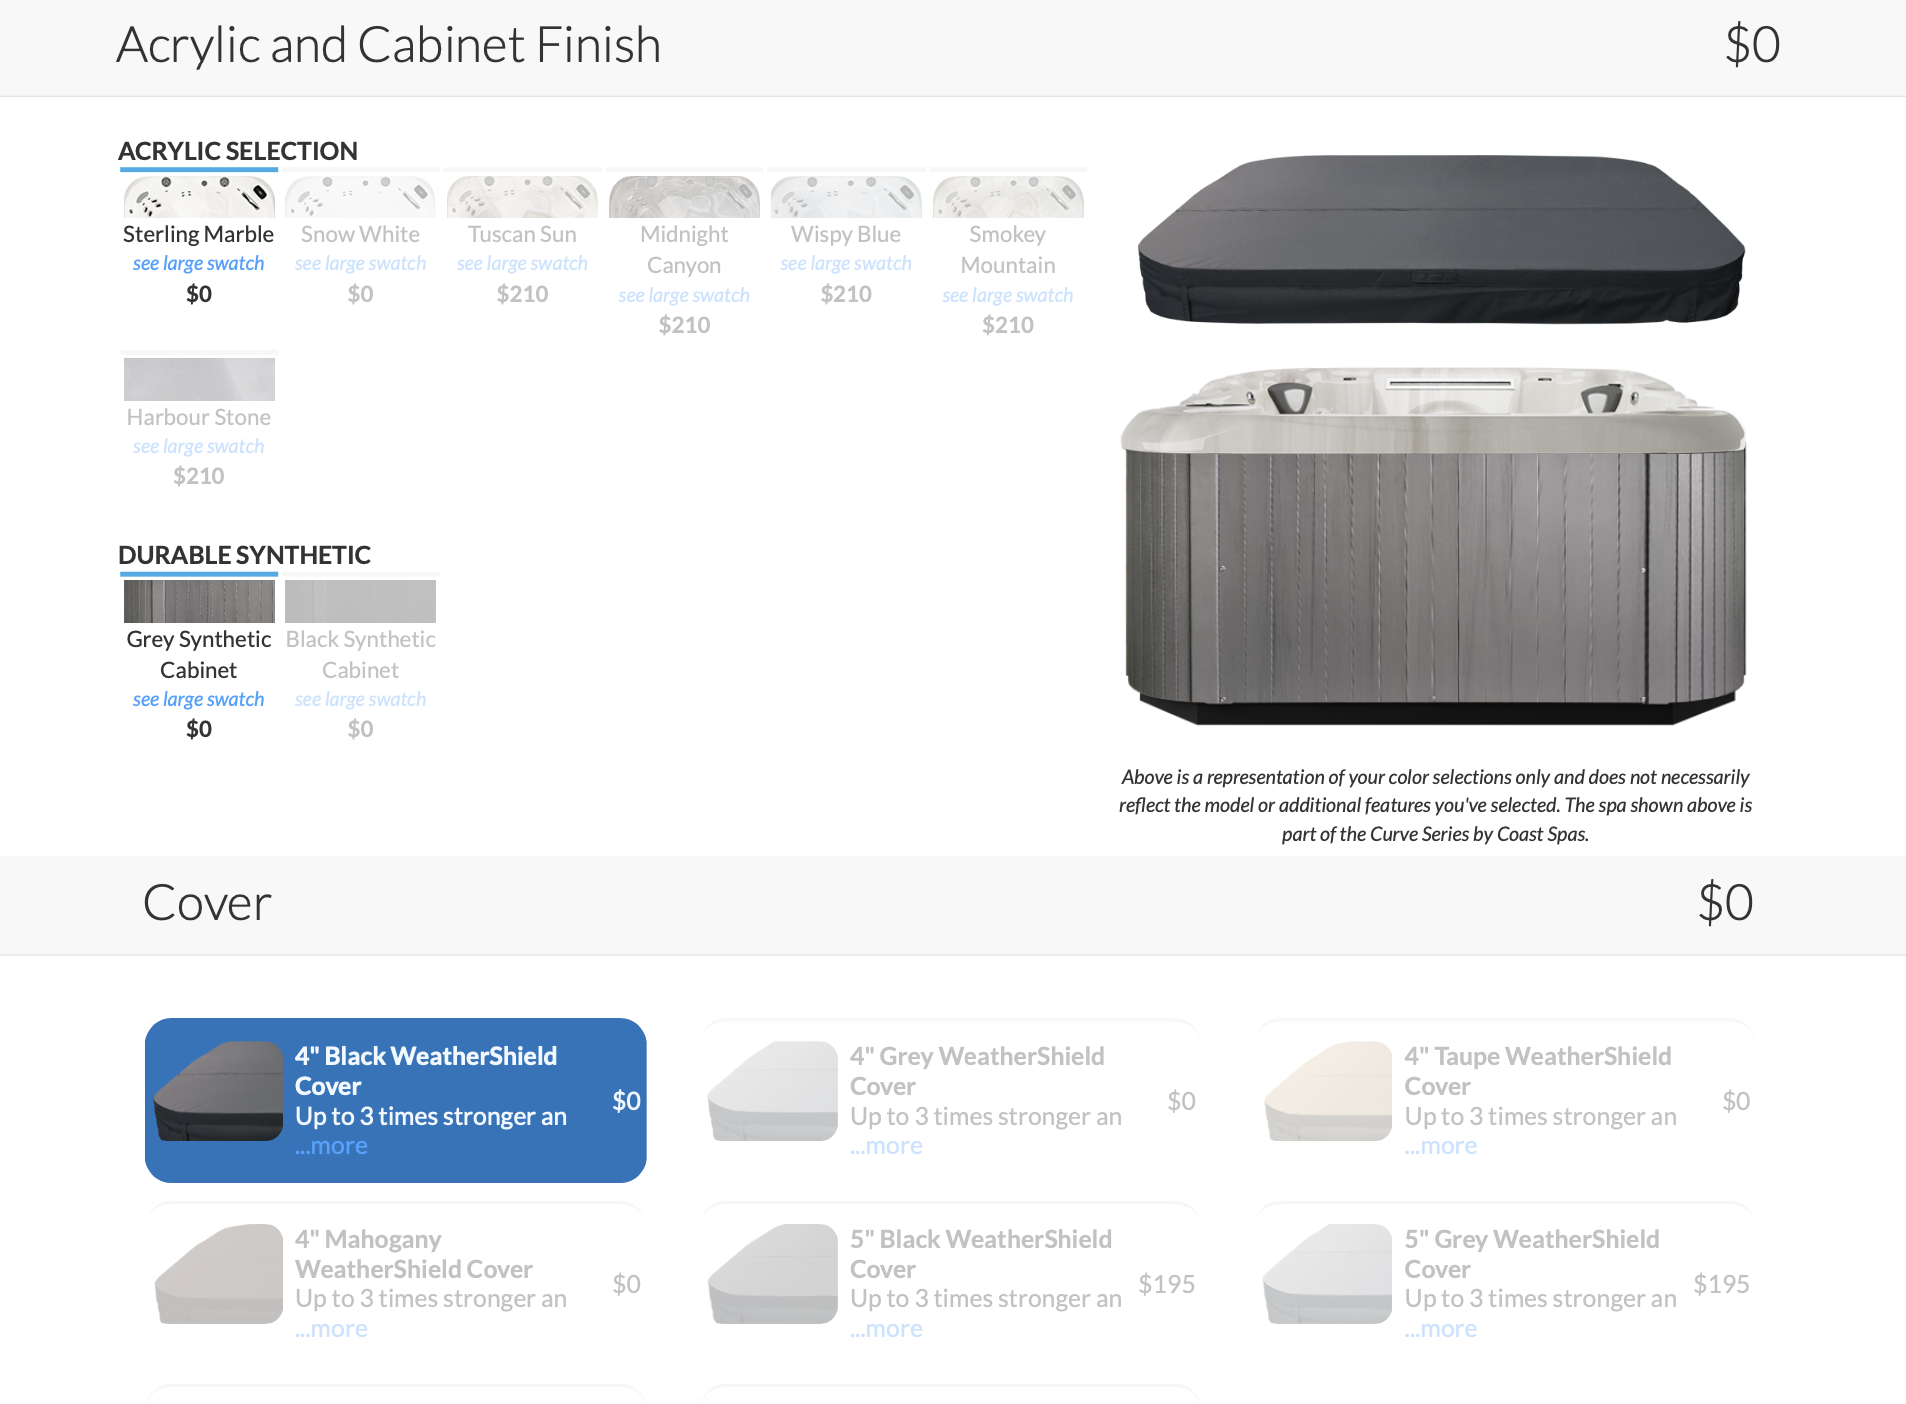 Acrylic and Cabinet Finish
$0
ACRYLIC SELECTION
Sterling Marble
see large swatch
$0
Snow White
see large swatch
$0
Tuscan Sun
see large swatch
$210
Midnight
Canyon
see large swatch
$210
Wispy Blue
see large swatch
$210
Smokey
Mountain
see large swatch
$210
Harbour Stone
see large swatch
$210
DURABLE SYNTHETIC
Grey Synthetic
Cabinet
see large swatch
$0
Black Synthetic
Cabinet
see large swatch
$0
Above is a representation of your color selections only and does not necessarily
reflect the model or additional features you've selected. The spa shown above is
part of the Curve Series by Coast Spas.
Cover
$0
4" Black WeatherShield
Cover
Up to 3 times stronger an
...more
$0
4" Grey WeatherShield
Cover
Up to 3 times stronger an
...more
$0
4" Taupe WeatherShield
Cover
Up to 3 times stronger an
...more
$0
4" Mahogany
WeatherShield Cover
Up to 3 times stronger an
...more
$0
5" Black WeatherShield
Cover
Up to 3 times stronger an
...more
$195
5" Grey WeatherShield
Cover
Up to 3 times stronger an
...more
$195